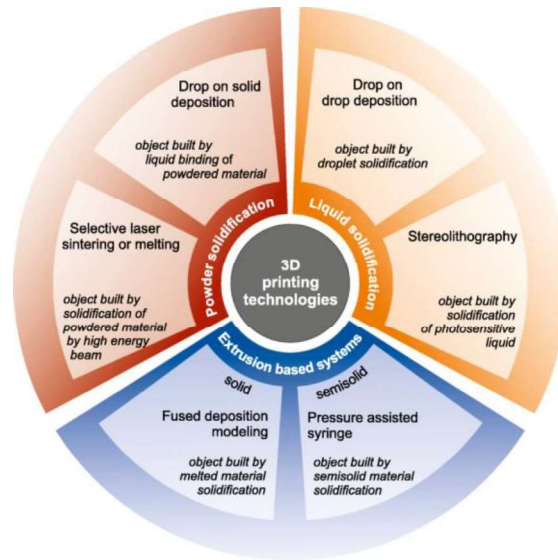 Drop on solid
deposition
object built by
liquid binding of
powdered material
Drop on
drop deposition
object built by
droplet solidification
Selective laser
sintering or melting
object built by
solidification of
powdered material
by high energy
beam
Powder solidification
3D
printing
technologies
Liquid solidification
Stereolithography
object built by
solidification
of photosensitive
liquid
Extrusion based systems
solid
Fused deposition
modeling
object built by
melted material
solidification
semisolid
Pressure assisted
syringe
object built by
semisolid material
solidification